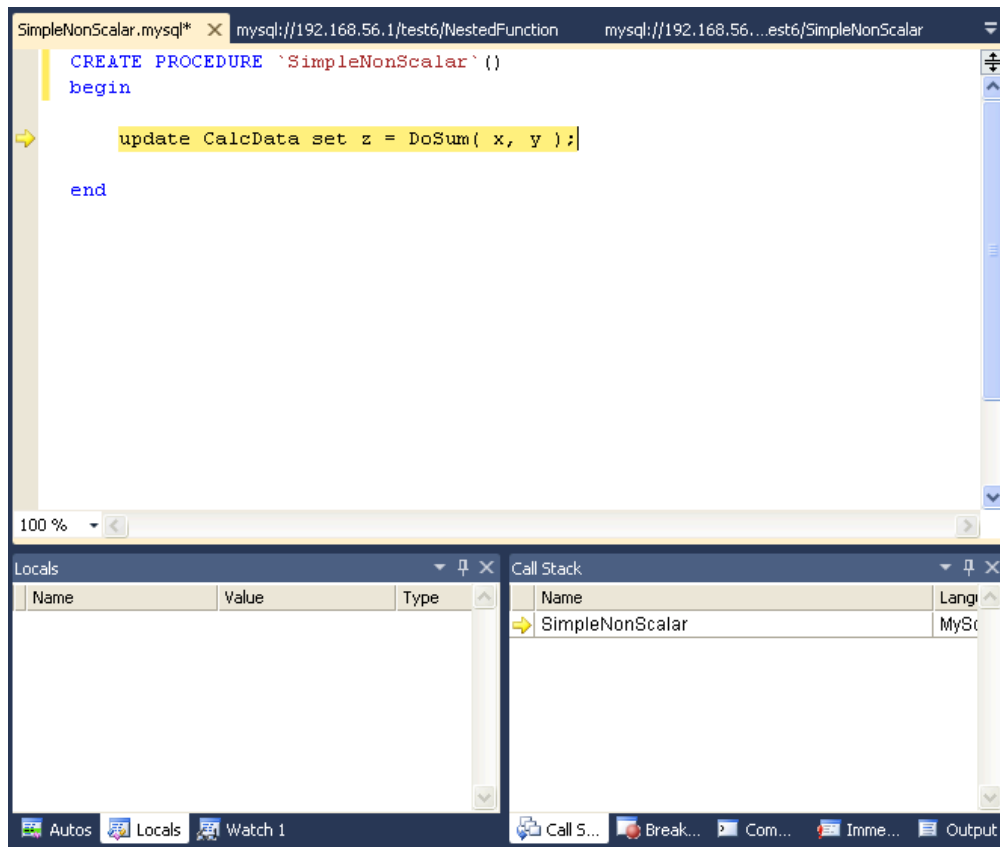 SimpleNonScalar.mysql* mysql://192.168.56.1/test6/NestedFunction mysql://192.168.56....est6/SimpleNonScalar
CREATE PROCEDURE `SimpleNonScalar`()
begin
update CalcData set z = DoSum( x, y );
end
100 %
Locals
Name Value Type
Autos Locals Watch 1
Call Stack
Name Langu
SimpleNonScalar
Call S... Break... Com... Imme... Output